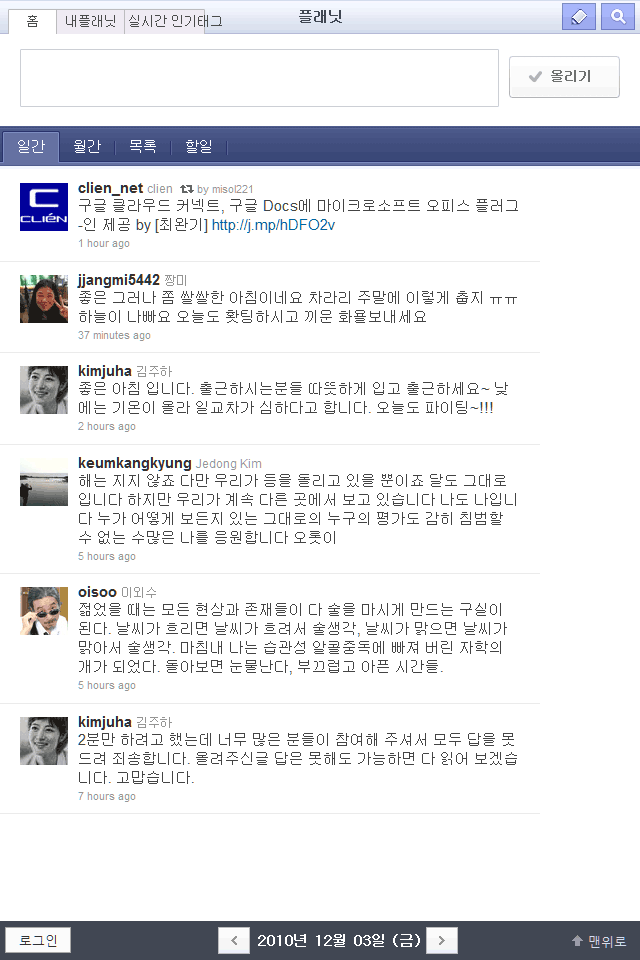 플래닛
홈 내플래닛 실시간 인기태그
올리기
일간 월간 목록 할일
clien_net clien by misol221
구글 클라우드 커넥트, 구글 Docs에 마이크로소프트 오피스 플러그
-인 제공 by [최완기] http://j.mp/hDFO2v
1 hour ago
C
CLIÉN
jjangmi5442 짱미
좋은 그러나 쫌 쌀쌀한 아침이네요 차라리 주말에 이렇게 춥지 ㅠㅠ
하늘이 나빠요 오늘도 홧팅하시고 끼운 화욜보내세요
37 minutes ago
kimjuha 김주하
좋은 아침 입니다. 출근하시는분들 따뜻하게 입고 출근하세요~ 낮
에는 기온이 올라 일교차가 심하다고 합니다. 오늘도 파이팅~!!!
2 hours ago
keumkangkyung Jedong Kim
해는 지지 않죠 다만 우리가 등을 돌리고 있을 뿐이죠 달도 그대로
입니다 하지만 우리가 계속 다른 곳에서 보고 있습니다 나도 나입니
다 누가 어떻게 보든지 있는 그대로의 누구의 평가도 감히 침범할
수 없는 수많은 나를 응원합니다 오롯이
5 hours ago
oisoo 이외수
젊었을 때는 모든 현상과 존재들이 다 술을 마시게 만드는 구실이
된다. 날씨가 흐리면 날씨가 흐려서 술생각, 날씨가 맑으면 날씨가
맑아서 술생각. 마침내 나는 습관성 알콜중독에 빠져 버린 자학의
개가 되었다. 돌아보면 눈물난다, 부끄럽고 아픈 시간들.
5 hours ago
kimjuha 김주하
2분만 하려고 했는데 너무 많은 분들이 참여해 주셔서 모두 답을 못
드려 죄송합니다. 올려주신글 답은 못해도 가능하면 다 읽어 보겠습
니다. 고맙습니다.
7 hours ago
로그인 2010년 12월 03일 (금) 맨위로